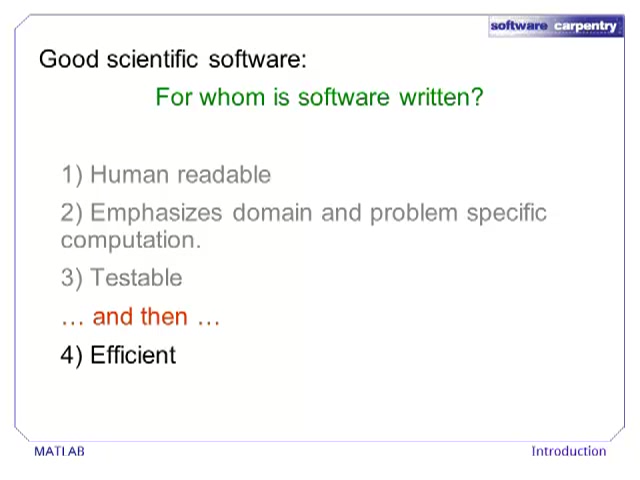 software carpentry
Good scientific software:
For whom is software written?
1) Human readable
2) Emphasizes domain and problem specific
computation.
3) Testable
… and then …
4) Efficient
MATLAB
Introduction